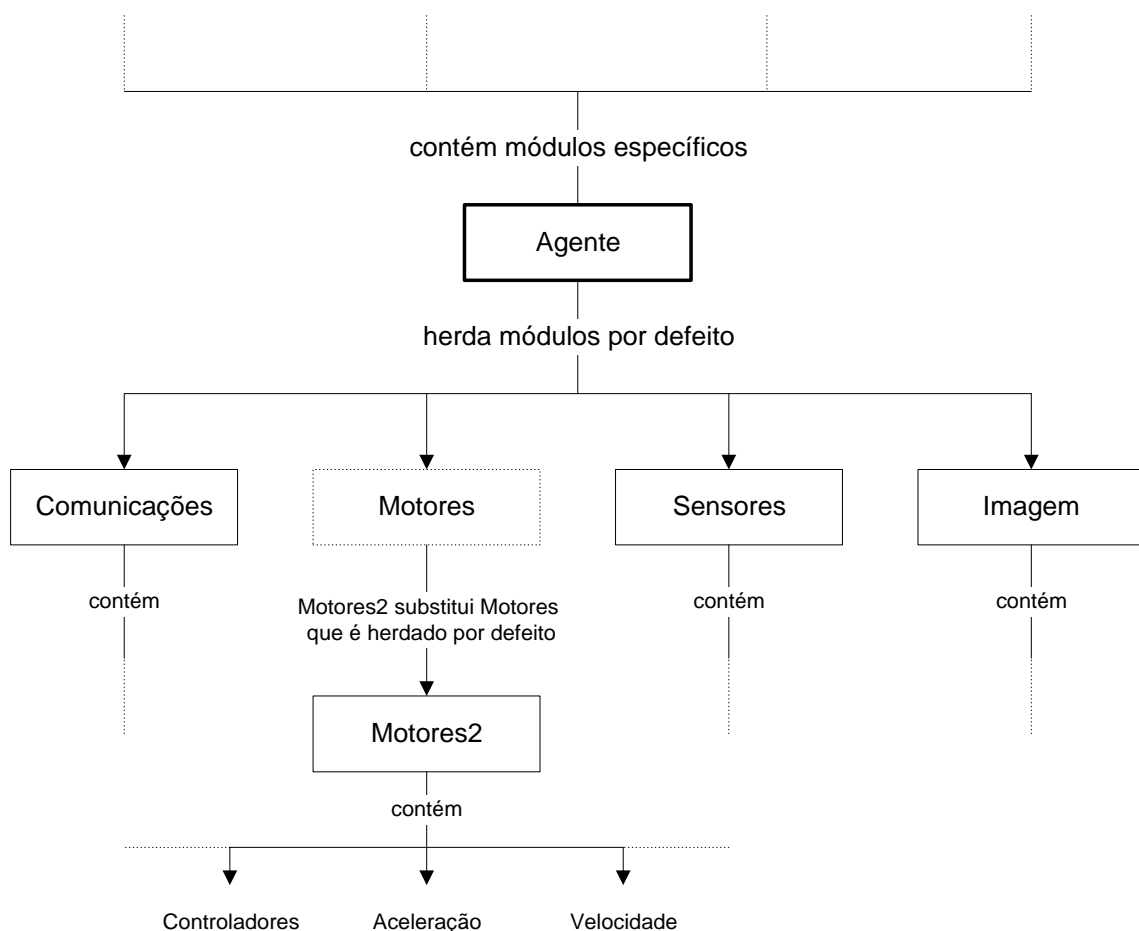 contém módulos específicos
Agente
herda módulos por defeito
Comunicações
Motores
Sensores
Imagem
contém
Motores2 substitui Motores
que é herdado por defeito
contém
contém
Motores2
contém
Controladores
Aceleração
Velocidade